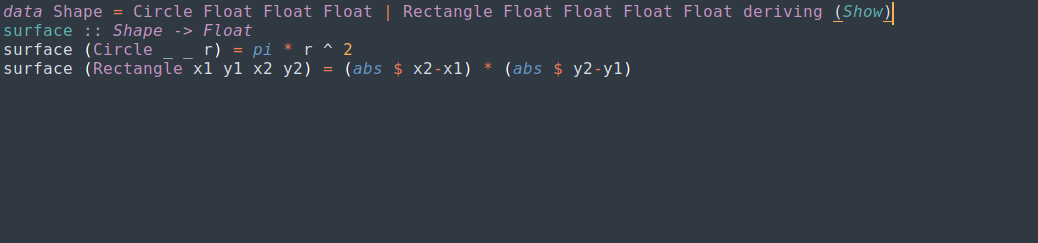 data Shape = Circle Float Float Float | Rectangle Float Float Float Float deriving (Show)
surface :: Shape -> Float
surface (Circle _ _ r) = pi * r ^ 2
surface (Rectangle x1 y1 x2 y2) = (abs $ x2-x1) * (abs $ y2-y1)